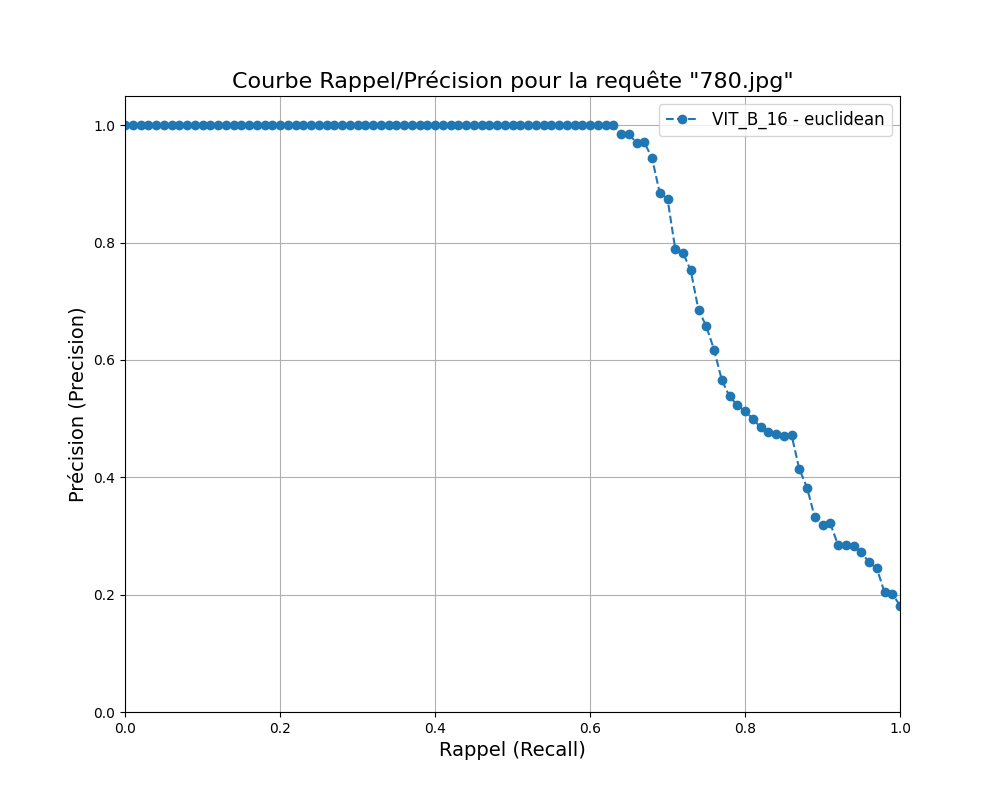 Courbe Rappel/Précision pour la requête "780.jpg"
VIT_B_16 - euclidean
1.0
0.8
0.6
0.4
0.2
0.0
Précision (Precision)
0.0 0.2 0.4 0.6 0.8 1.0
Rappel (Recall)